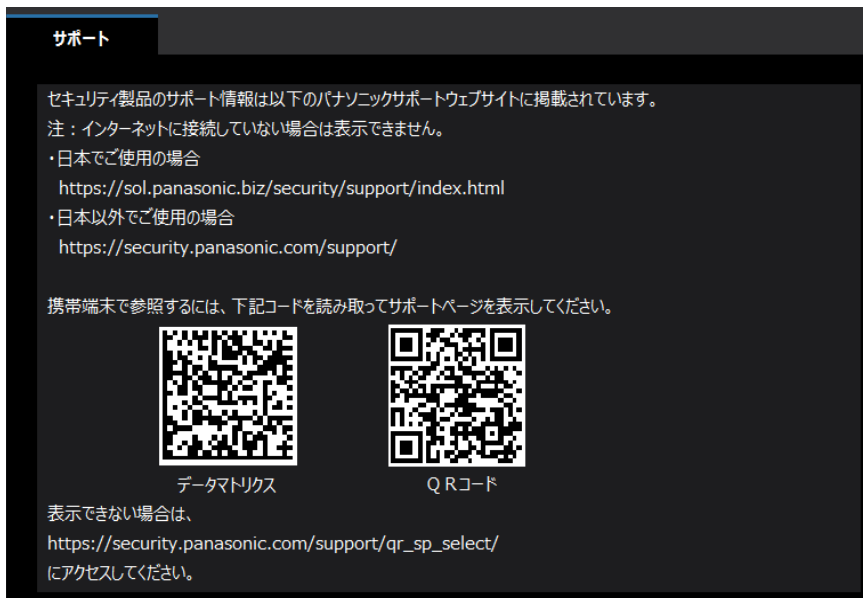 サポート
セキュリティ製品のサポート情報は以下のパナソニックサポートウェブサイトに掲載されています。
注：インターネットに接続していない場合は表示できません。
・日本でご使用の場合
https://sol.panasonic.biz/security/support/index.html
・日本以外でご使用の場合
https://security.panasonic.com/support/
携帯端末で参照するには、下記コードを読み取ってサポートページを表示してください。
データマトリクス
ＱＲコード
表示できない場合は、
https://security.panasonic.com/support/qr_sp_select/
にアクセスしてください。